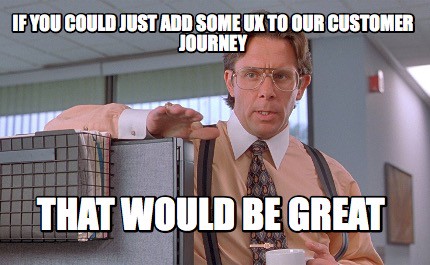 IF YOU COULD JUST ADD SOME UX TO OUR CUSTOMER
JOURNEY
THAT WOULD BE GREAT